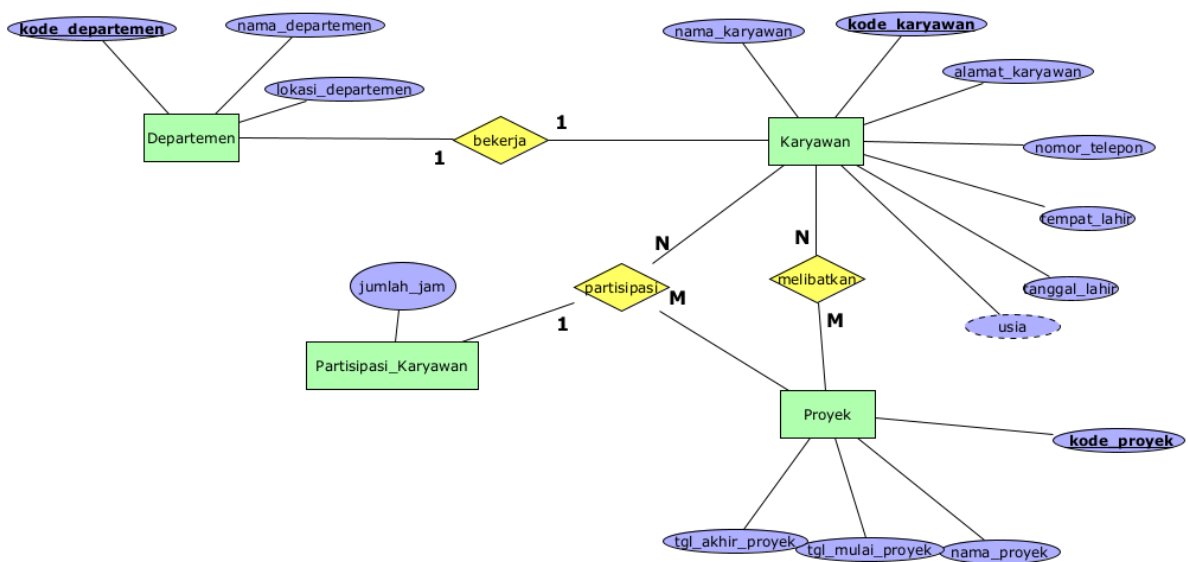 kode_departemen
nama_departemen
lokasi_departemen
Departemen
1
bekerja
1
nama_karyawan
kode_karyawan
alamat_karyawan
Karyawan
nomor_telepon
tempat_lahir
tanggal_lahir
usia
N
partisipasi
M
1
N
melibatkan
M
jumlah_jam
Partisipasi_Karyawan
Proyek
kode_proyek
tgl_akhir_proyek
tgl_mulai_proyek
nama_proyek